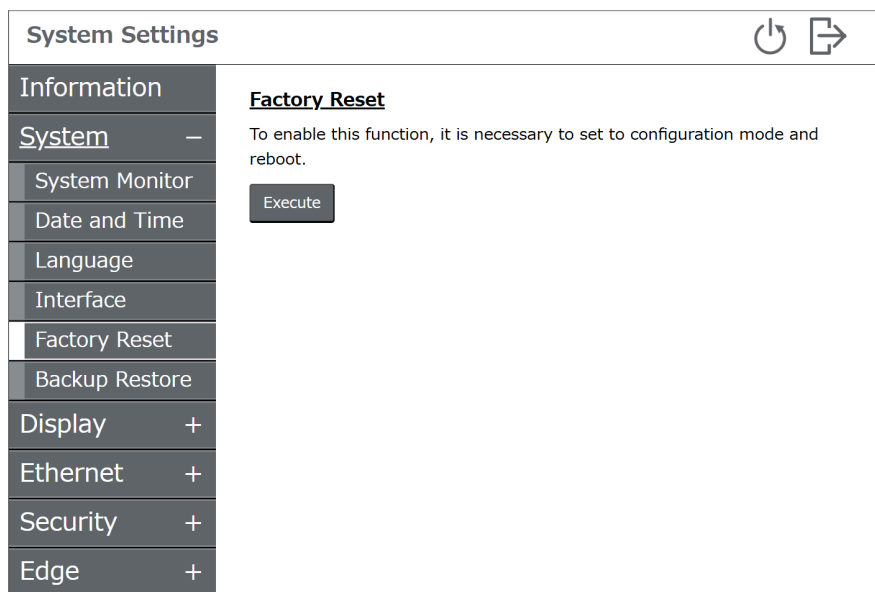 System Settings
Information
System –
System Monitor
Date and Time
Language
Interface
Factory Reset
Backup Restore
Display +
Ethernet +
Security +
Edge +
Factory Reset
To enable this function, it is necessary to set to configuration mode and
reboot.
Execute